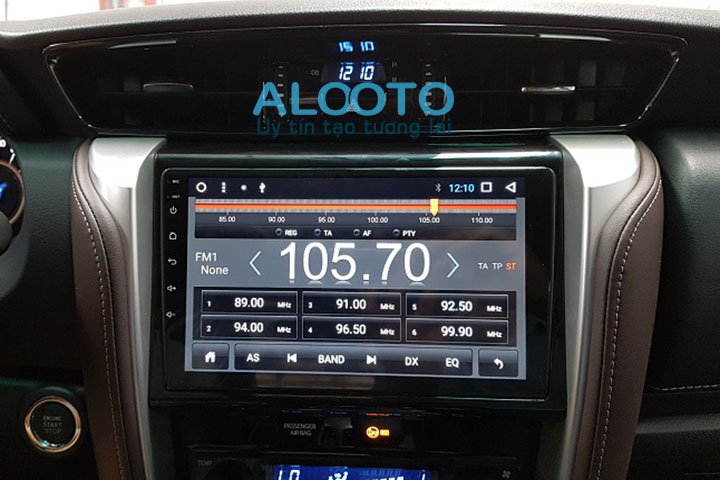 12:10
ALOOTO
Uy tín tạo tương lai
12:10
85.00 90.00 95.00 100.00 105.00 110.00
REG TA AF PTY
FM1
None
105.70
TA TP ST
1 89.00 MHz 3 91.00 MHz 5 92.50 MHz
2 94.00 MHz 4 96.50 MHz 6 99.90 MHz
AS BAND DX EQ
ENGINE
START
STOP
PASSENGER
AIR BAG
TEMP